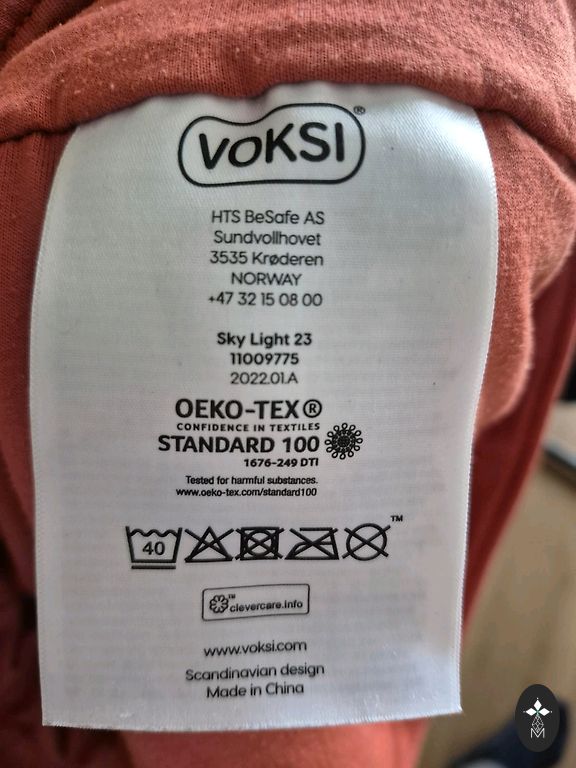 VOKSI®
HTS BeSafe AS
Sundvollhovet
3535 Krøderen
NORWAY
+47 32 15 08 00
Sky Light 23
11009775
2022.01.A
OEKO-TEX®
CONFIDENCE IN TEXTILES
STANDARD 100
1676-249 DTI
Tested for harmful substances.
www.oeko-tex.com/standard100
40 ™
™ clevercare.info
www.voksi.com
Scandinavian design
Made in China
M